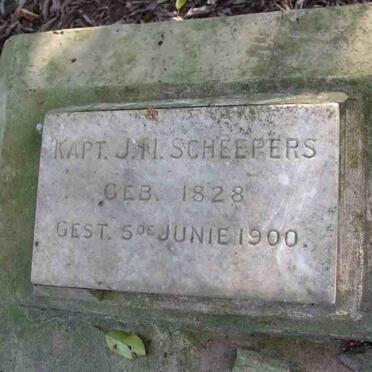 KAPT. J.H. SCHEEPERS
GEB. 1828
GEST. 5DE JUNIE 1900.